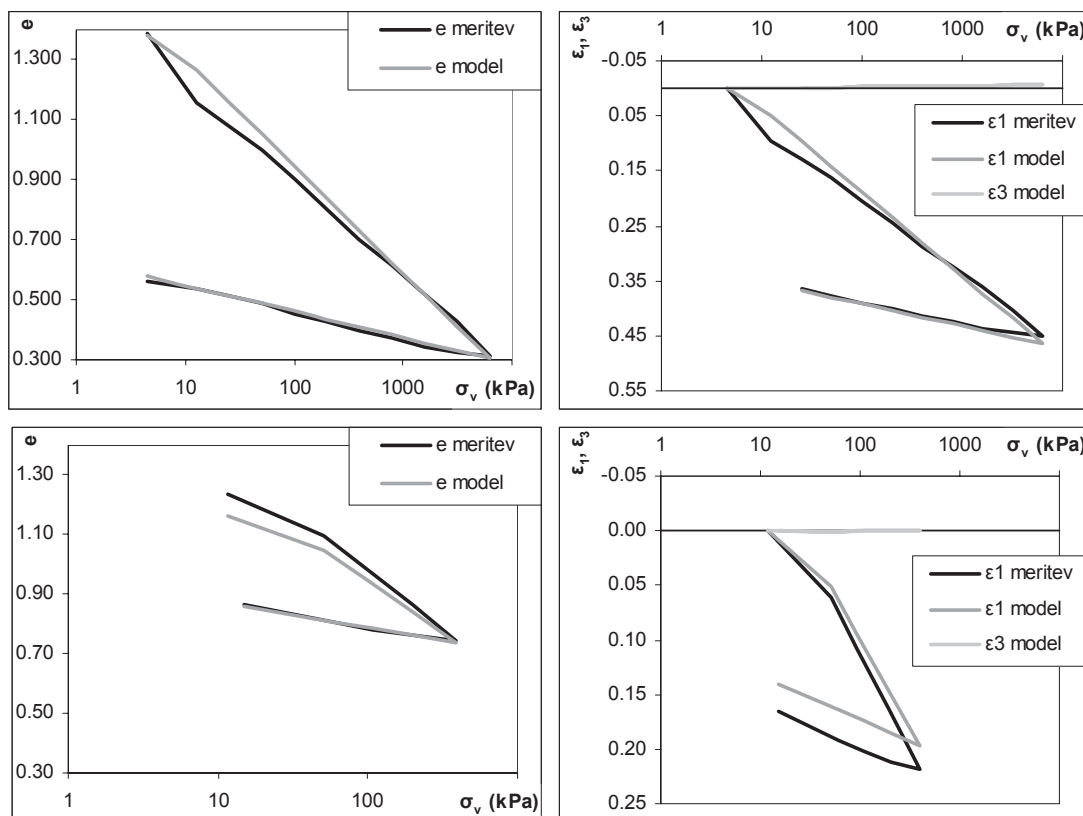 e
e meritev
e model
1.300
1.100
0.900
0.700
0.500
0.300
1 10 100 1000 σv (kPa)
ε1, ε3
1 10 100 1000 σv (kPa)
-0.05
0.05
0.15
0.25
0.35
0.45
0.55
ε1 meritev
ε1 model
ε3 model
e
e meritev
e model
1.30
1.10
0.90
0.70
0.50
0.30
1 10 100 σv (kPa)
ε1, ε3
1 10 100 1000 σv (kPa)
-0.05
0.00
0.05
0.10
0.15
0.20
0.25
ε1 meritev
ε1 model
ε3 model